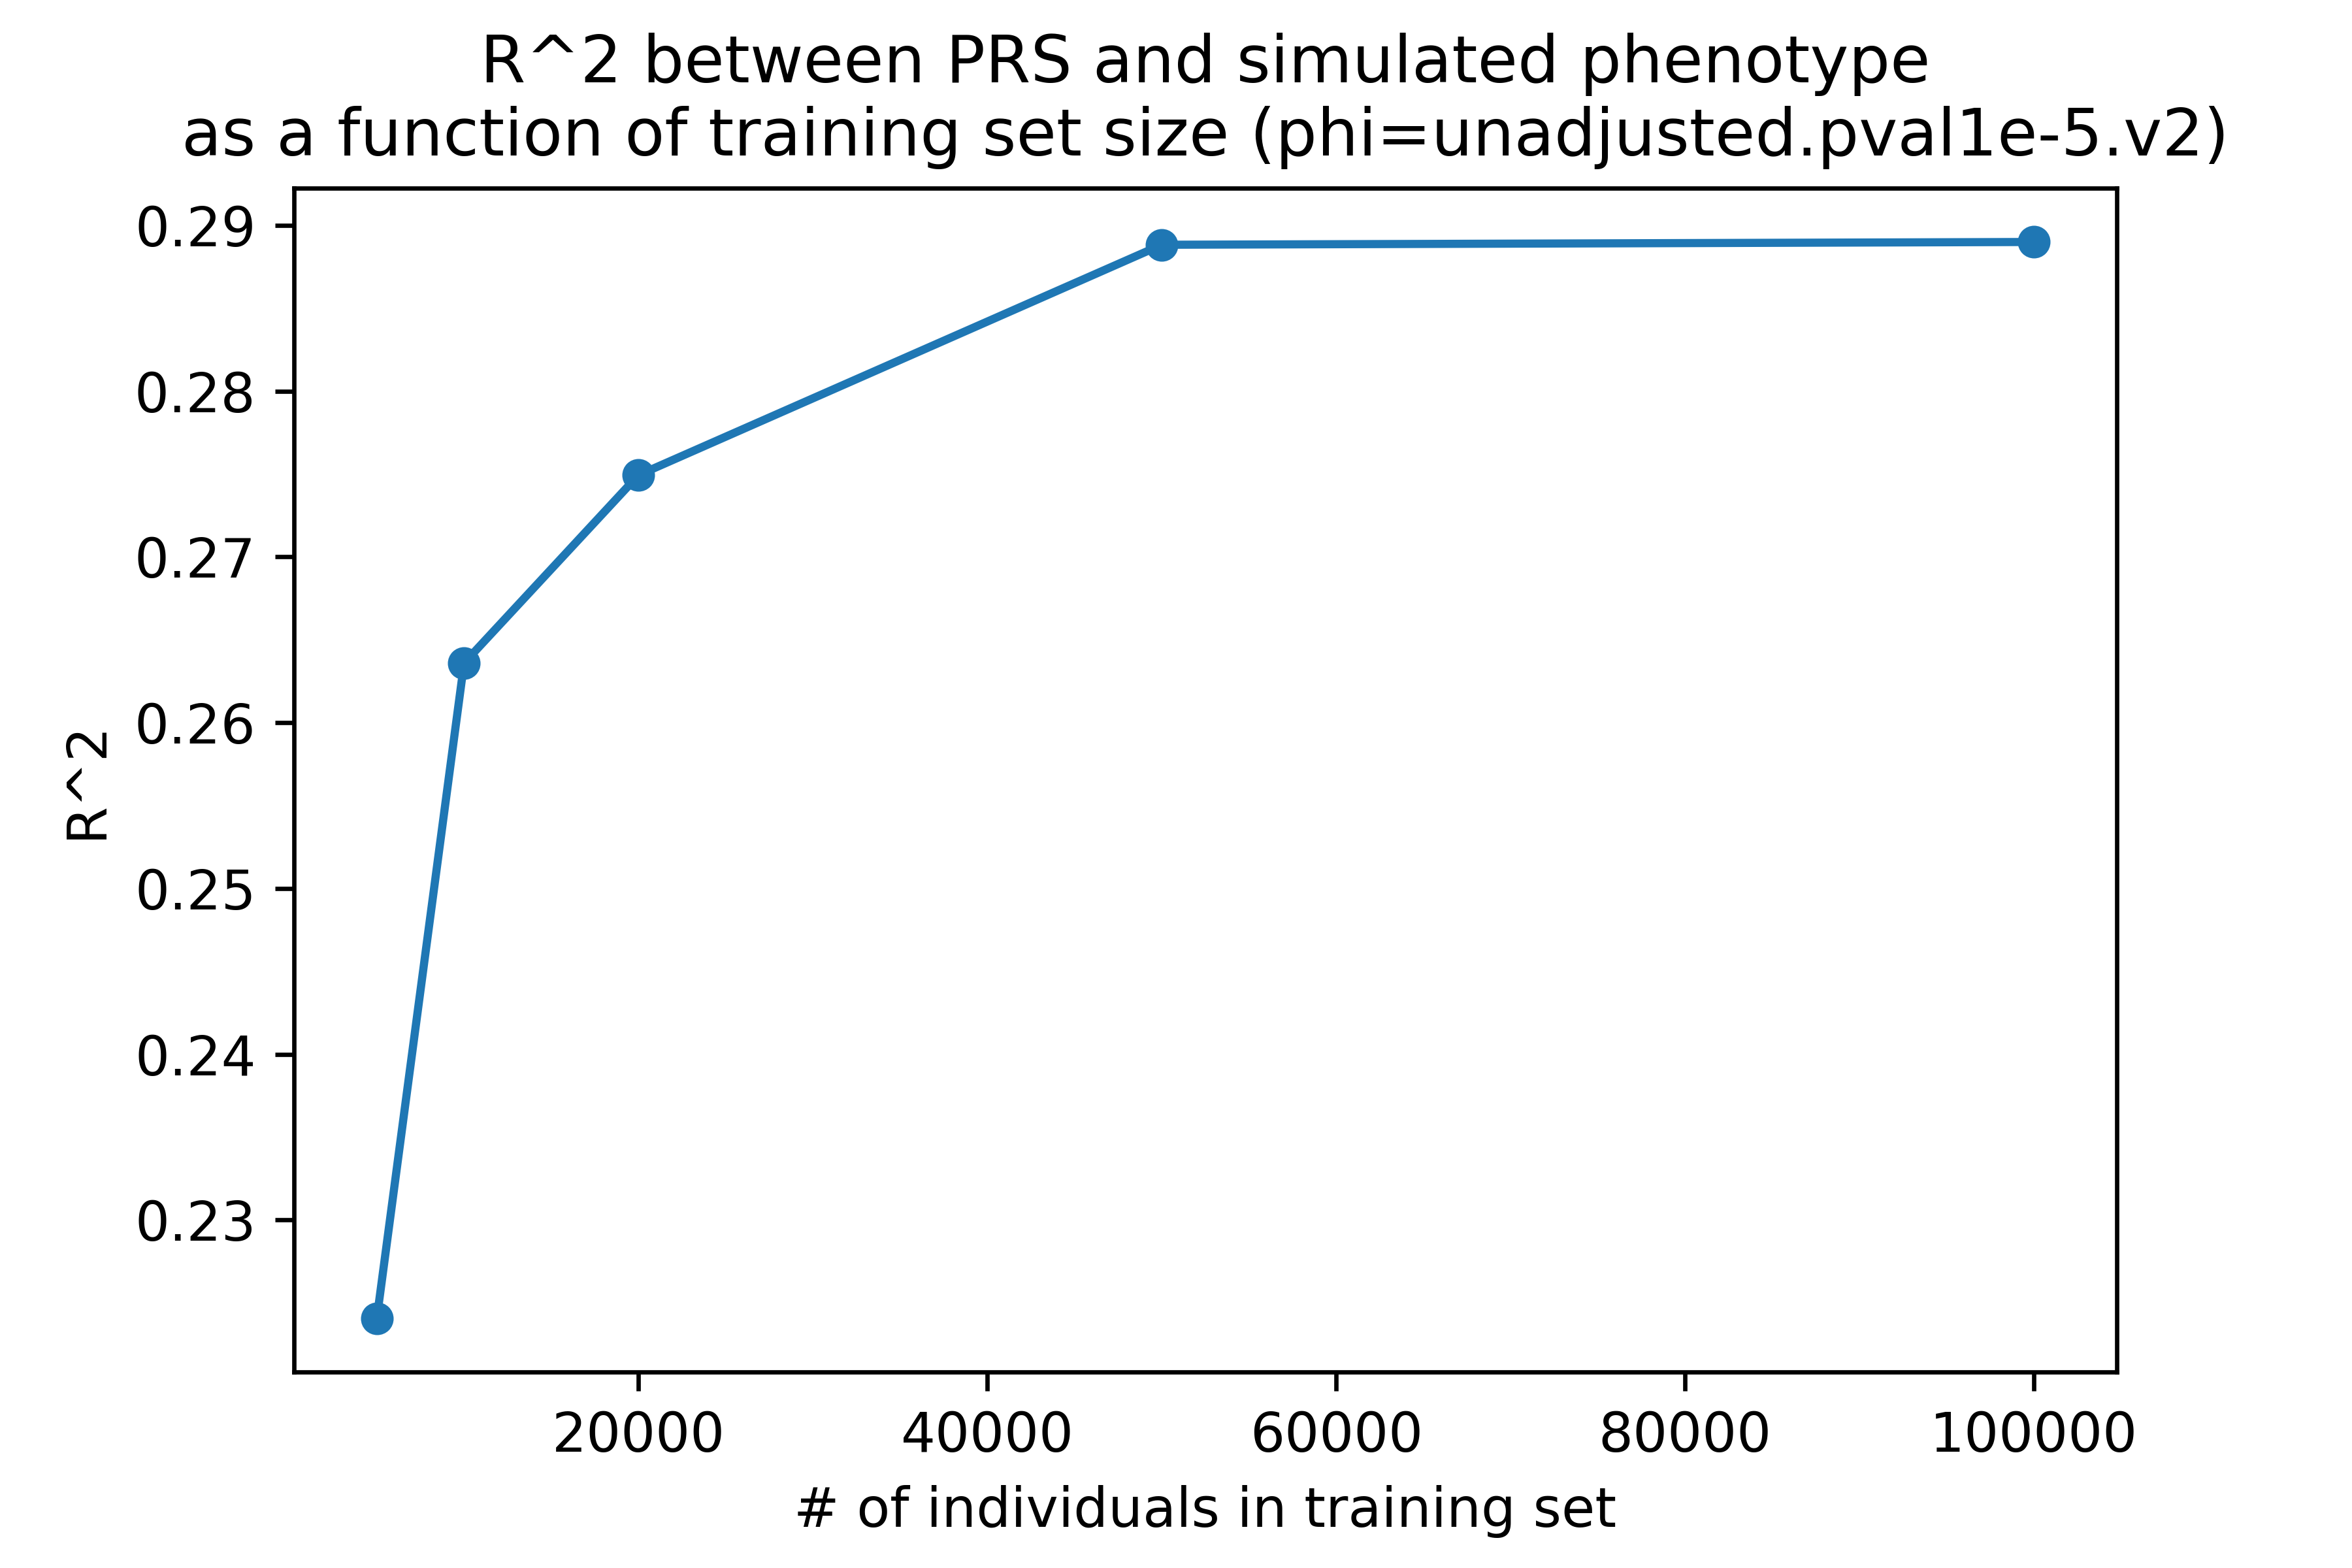 R^2 between PRS and simulated phenotype
as a function of training set size (phi=unadjusted.pval1e-5.v2)
0.29
0.28
0.27
0.26
0.25
0.24
0.23
R^2
20000 40000 60000 80000 100000
# of individuals in training set